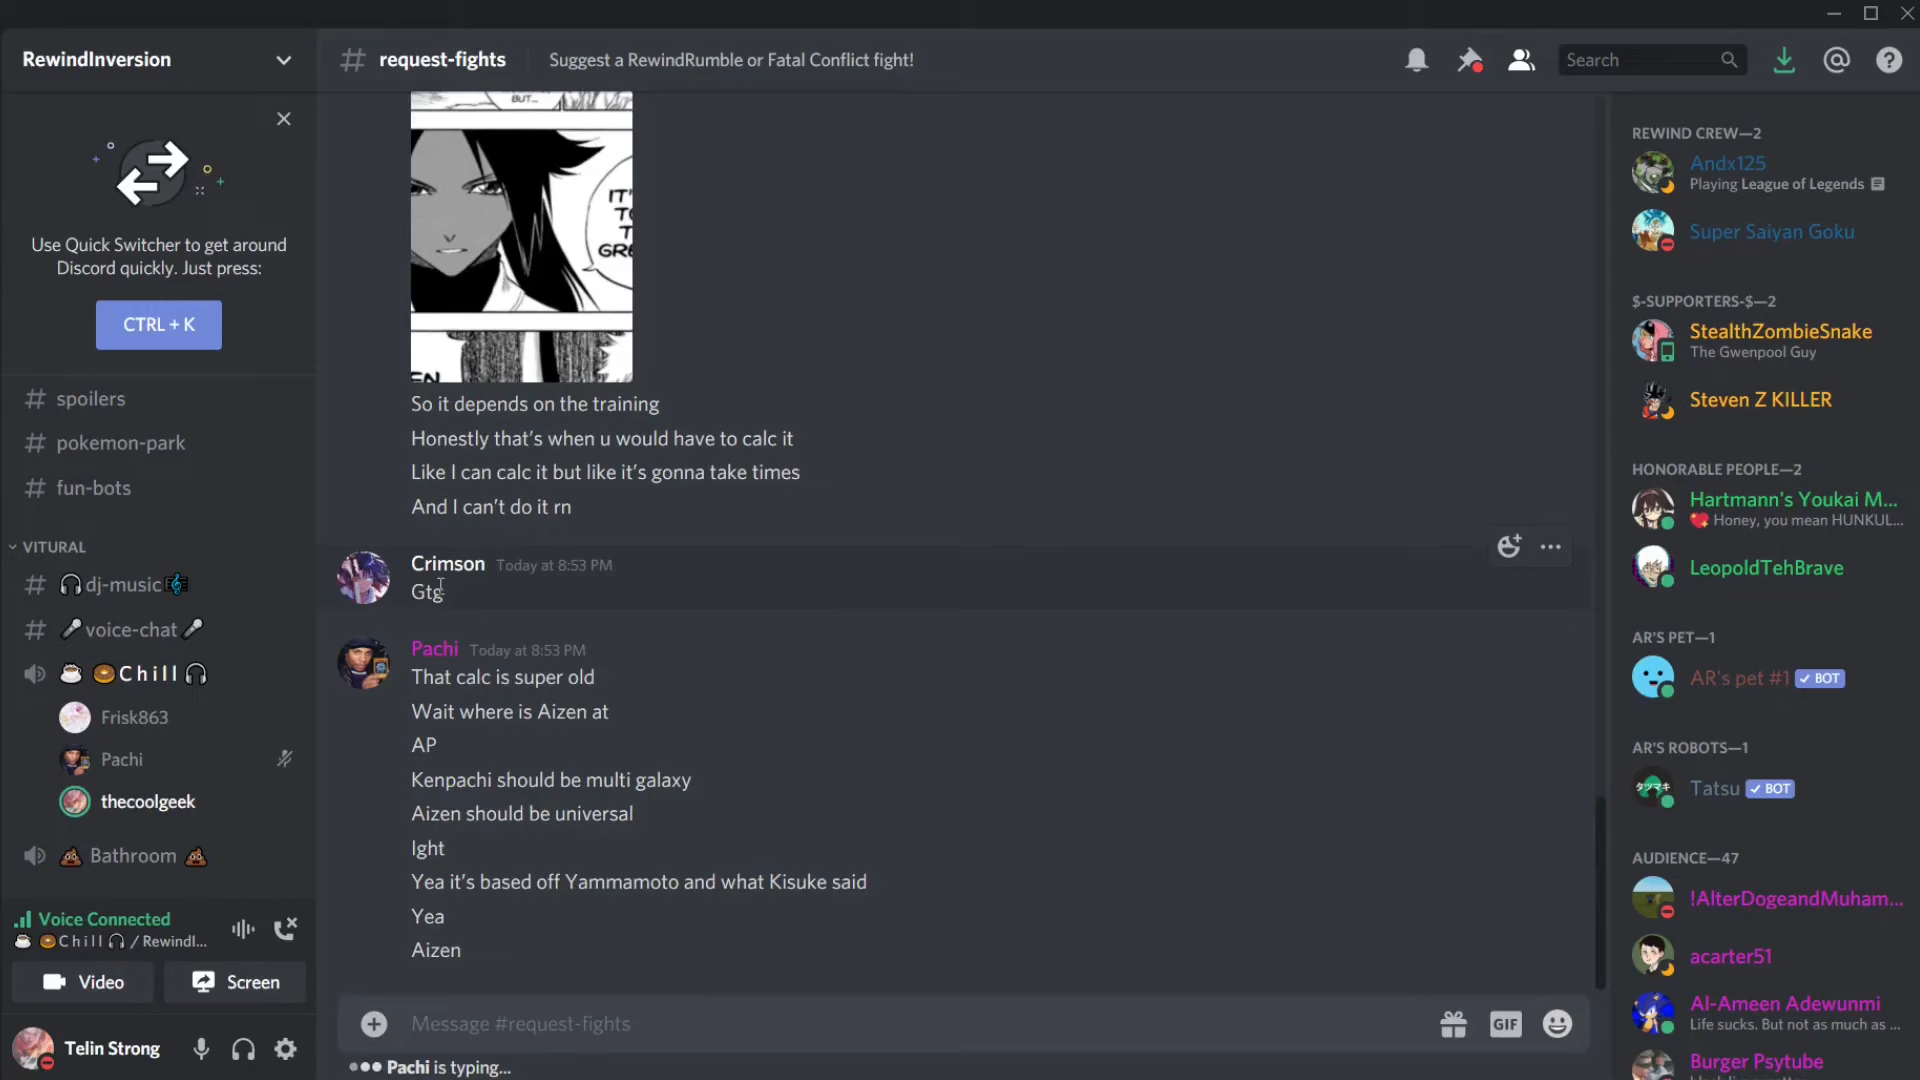 RewindInversion
request-fights
Suggest a RewindRumble or Fatal Conflict fight!
Search
Use Quick Switcher to get around
Discord quickly. Just press:
CTRL + K
# spoilers
# pokemon-park
# fun-bots
VITURAL
# dj-music
# voice-chat
Chill
Frisk863
Pachi
thecoolgeek
Bathroom
Voice Connected
Chill / Rewindl...
Video
Screen
Telin Strong
BUT...
IT'S
GRE
EN
So it depends on the training
Honestly that's when u would have to calc it
Like I can calc it but like it's gonna take times
And I can't do it rn
Crimson Today at 8:53 PM
Gtg
Pachi Today at 8:53 PM
That calc is super old
Wait where is Aizen at
AP
Kenpachi should be multi galaxy
Aizen should be universal
Ight
Yea it's based off Yammamoto and what Kisuke said
Yea
Aizen
Message #request-fights
GIF
Pachi is typing...
REWIND CREW—2
Andx125
Playing League of Legends
Super Saiyan Goku
$-SUPPORTERS-$—2
StealthZombieSnake
The Gwenpool Guy
Steven Z KILLER
HONORABLE PEOPLE—2
Hartmann's Youkai M...
Honey, you mean HUNKUL...
LeopoldTehBrave
AR'S PET—1
AR's pet #1 BOT
AR'S ROBOTS—1
Tatsu BOT
AUDIENCE—47
!AlterDogeandMuham...
acarter51
Al-Ameen Adewunmi
Life sucks. But not as much as ...
Burger Psytube